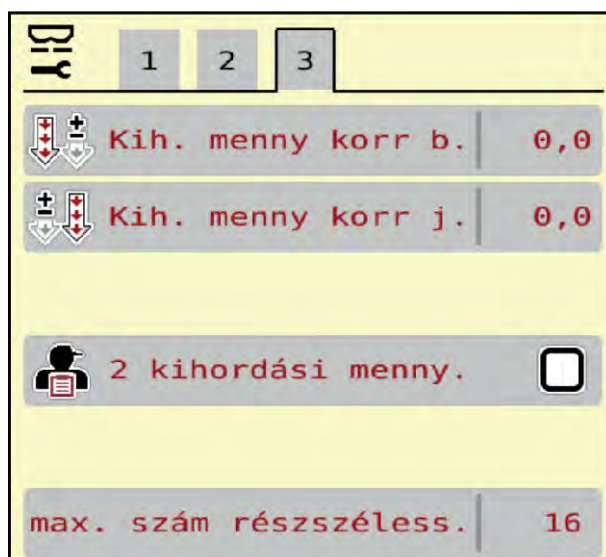 1 2 3
Kih. menny korr b. 0,0
Kih. menny korr j. 0,0
2 kihordási menny.
max. szám részszéless. 16